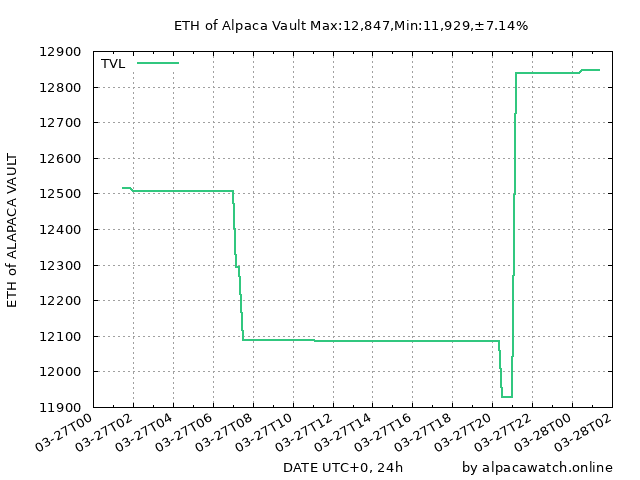 ETH of Alpaca Vault Max:12,847,Min:11,929,±7.14%
TVL
12900
12800
12700
12600
12500
12400
12300
12200
12100
12000
11900
ETH of ALAPACA VAULT
03-27T00
03-27T02
03-27T04
03-27T06
03-27T08
03-27T10
03-27T12
03-27T14
03-27T16
03-27T18
03-27T20
03-27T22
03-28T00
03-28T02
DATE UTC+0, 24h
by alpacawatch.online